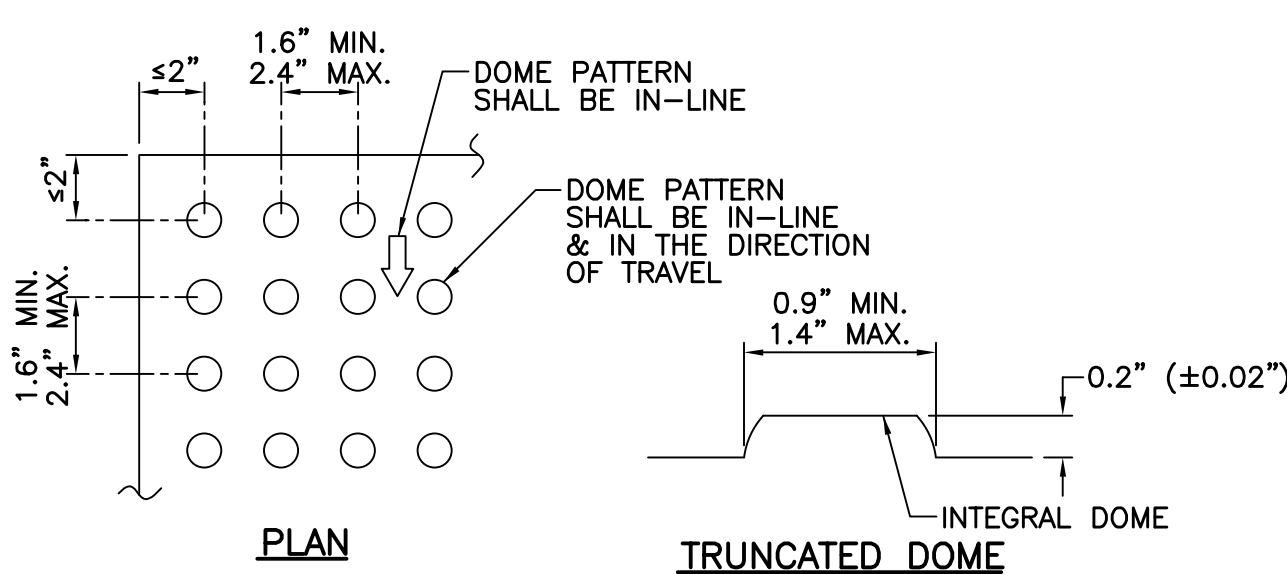 ≤2”
1.6” MIN.
2.4” MAX.
DOME PATTERN
SHALL BE IN-LINE
≤2”
DOME PATTERN
SHALL BE IN-LINE
& IN THE DIRECTION
OF TRAVEL
1.6” MIN.
2.4” MAX.
0.9” MIN.
1.4” MAX.
0.2” (±0.02”)
INTEGRAL DOME
PLAN
TRUNCATED DOME